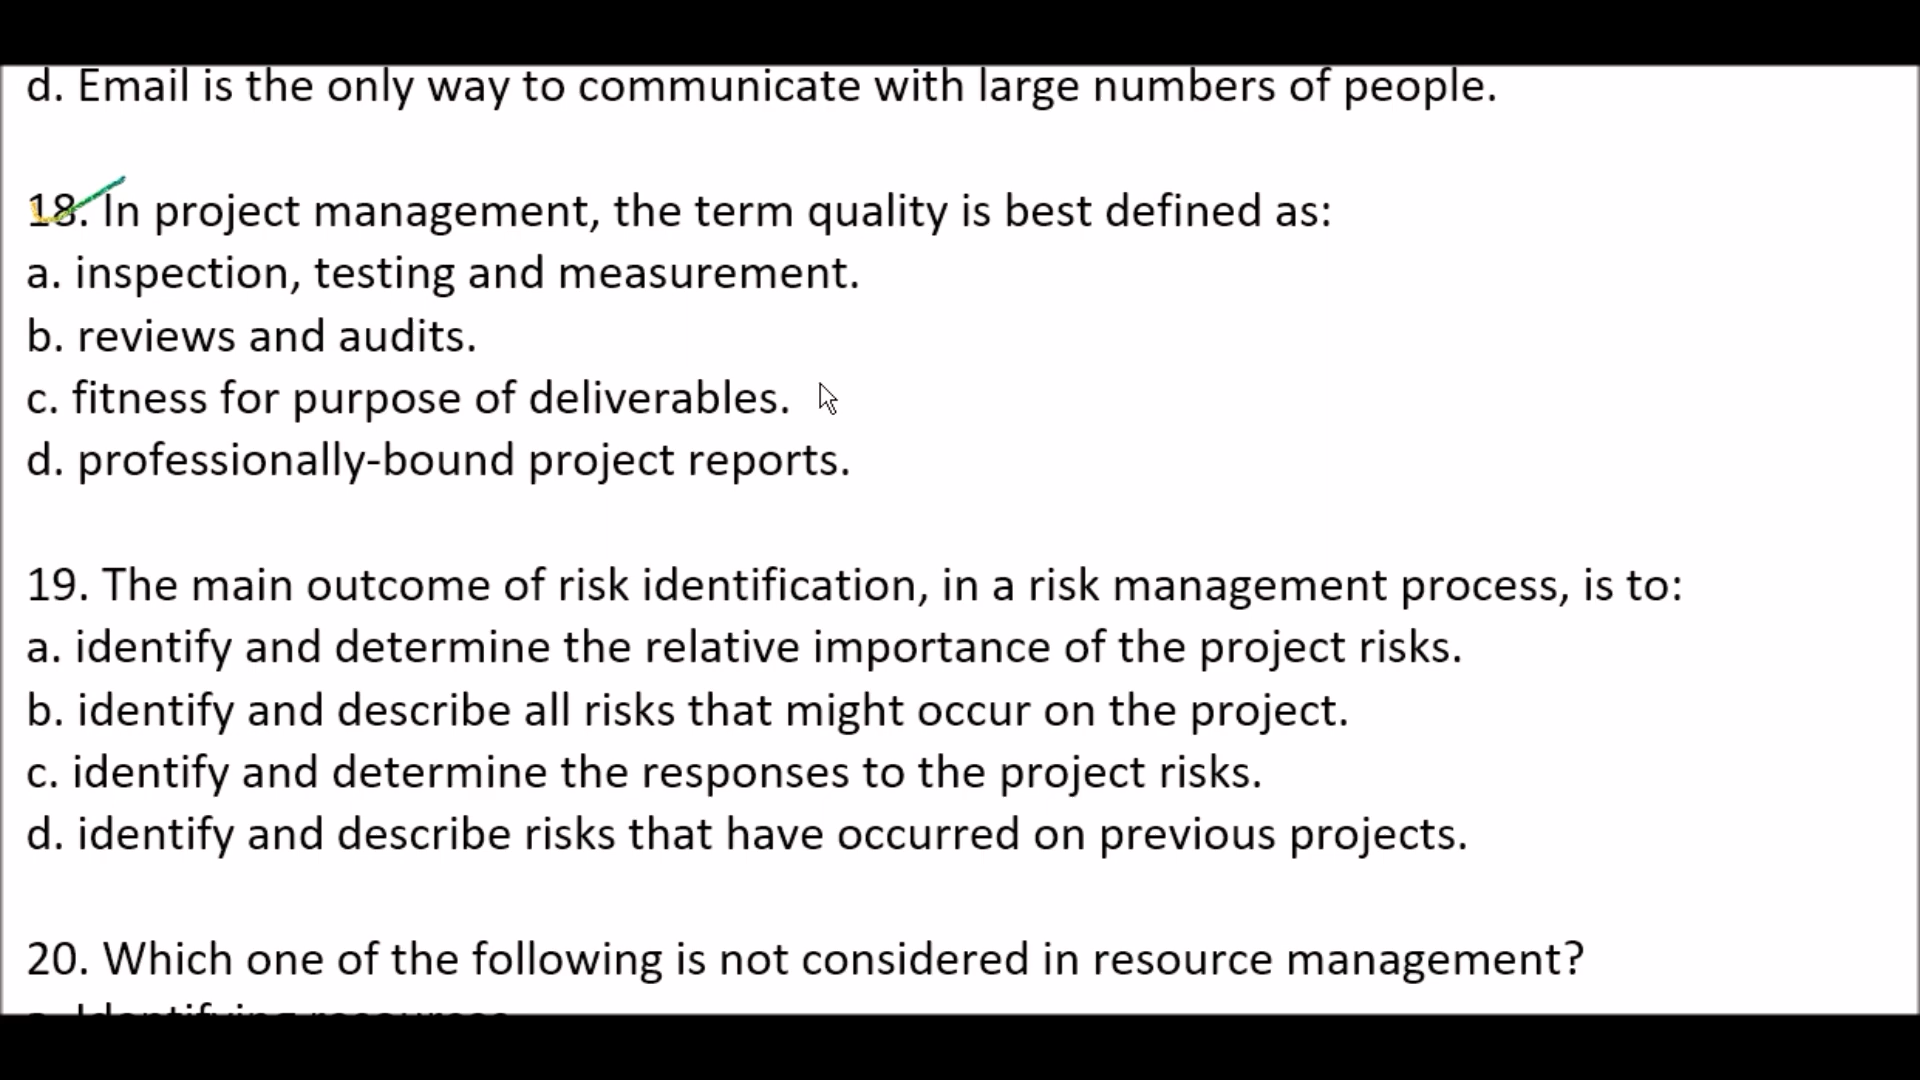 d. Email is the only way to communicate with large numbers of people.
18. In project management, the term quality is best defined as:
a. inspection, testing and measurement.
b. reviews and audits.
c. fitness for purpose of deliverables.
d. professionally-bound project reports.
19. The main outcome of risk identification, in a risk management process, is to:
a. identify and determine the relative importance of the project risks.
b. identify and describe all risks that might occur on the project.
c. identify and determine the responses to the project risks.
d. identify and describe risks that have occurred on previous projects.
20. Which one of the following is not considered in resource management?
a. Identifying resources